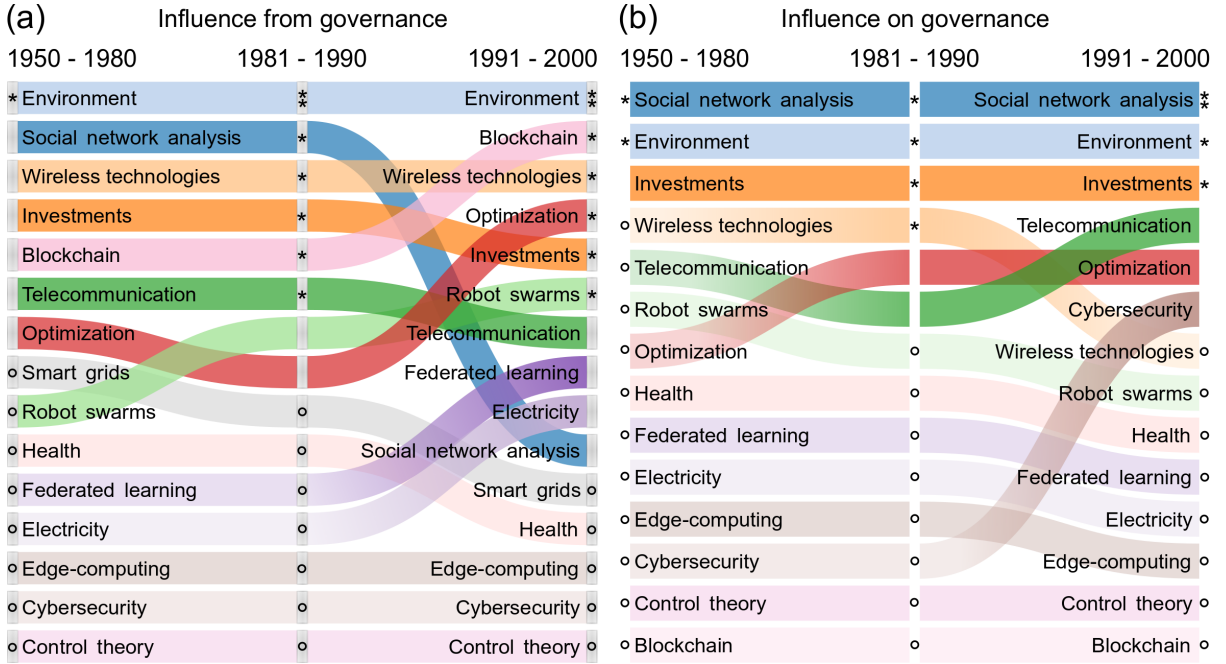 (a) Influence from governance
1950 - 1980 1981 - 1990 1991 - 2000
* Environment ** Environment **
Social network analysis * Blockchain *
Wireless technologies * Wireless technologies *
Investments * Optimization *
Blockchain * Investments *
Telecommunication * Robot swarms *
Optimization Telecommunication
Smart grids Federated learning
Robot swarms Electricity
Health Social network analysis
Federated learning Smart grids
Electricity Health
Edge-computing Edge-computing
Cybersecurity Cybersecurity
Control theory Control theory
(b) Influence on governance
1950 - 1980 1981 - 1990 1991 - 2000
* Social network analysis * Social network analysis **
* Environment * Environment *
Investments * Investments *
Wireless technologies * Telecommunication
Telecommunication Optimization
Robot swarms Cybersecurity
Optimization Wireless technologies
Health Robot swarms
Federated learning Health
Electricity Federated learning
Edge-computing Electricity
Cybersecurity Edge-computing
Control theory Control theory
Blockchain Blockchain